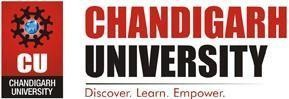 CU
CHANDIGARH
UNIVERSITY
CHANDIGARH
UNIVERSITY
Discover. Learn. Empower.